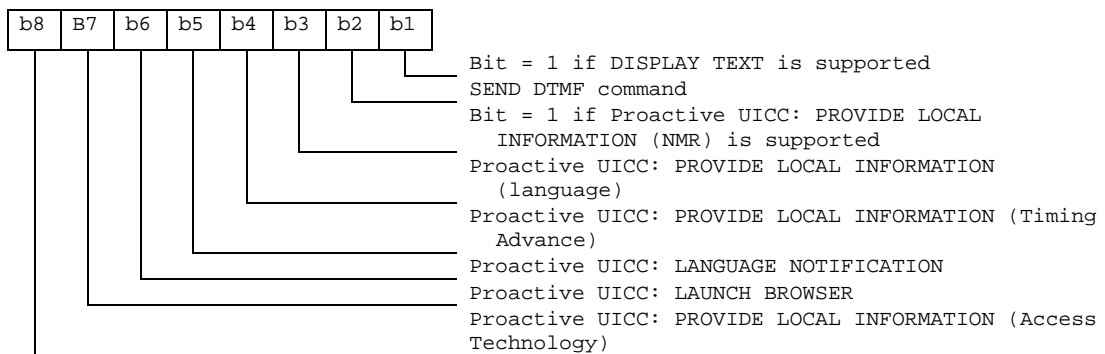 b8 B7 b6 b5 b4 b3 b2 b1
Bit = 1 if DISPLAY TEXT is supported
SEND DTMF command
Bit = 1 if Proactive UICC: PROVIDE LOCAL
INFORMATION (NMR) is supported
Proactive UICC: PROVIDE LOCAL INFORMATION
(language)
Proactive UICC: PROVIDE LOCAL INFORMATION (Timing
Advance)
Proactive UICC: LANGUAGE NOTIFICATION
Proactive UICC: LAUNCH BROWSER
Proactive UICC: PROVIDE LOCAL INFORMATION (Access
Technology)